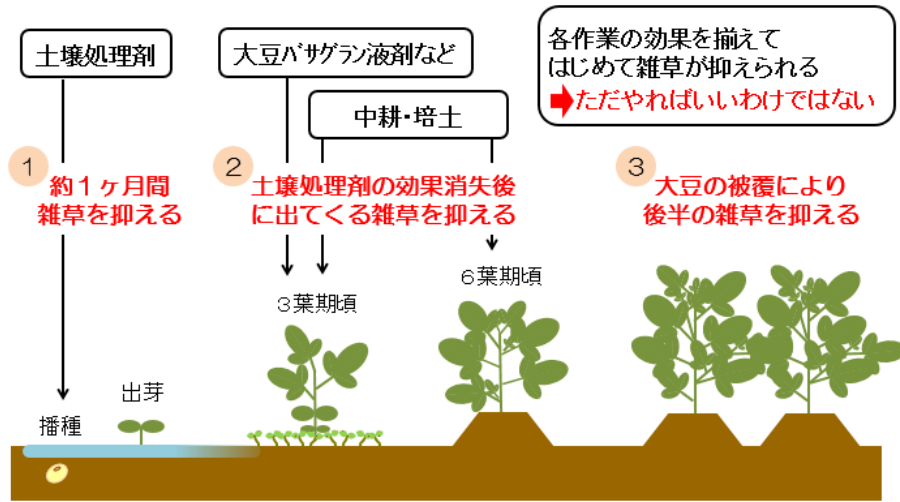 土壌処理剤
大豆バサグラン液剤など
中耕・培土
各作業の効果を揃えて
はじめて雑草が抑えられる
➡ただやればいいわけではない
1
約1ヶ月間
雑草を抑える
2
土壌処理剤の効果消失後
に出てくる雑草を抑える
3
大豆の被覆により
後半の雑草を抑える
3葉期頃
6葉期頃
出芽
播種